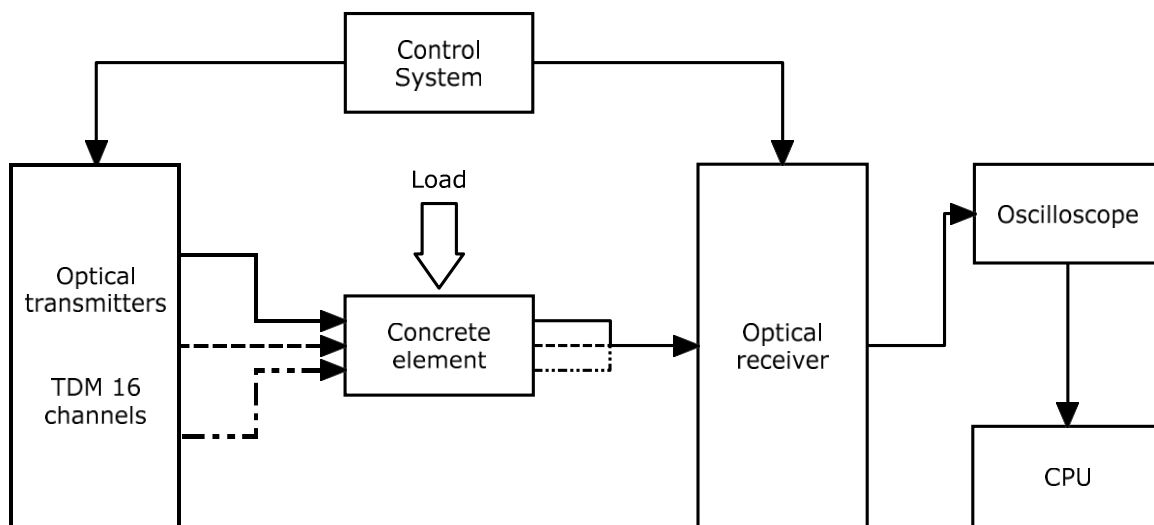 Control
System
Load
Optical
transmitters
TDM 16
channels
Concrete
element
Optical
receiver
Oscilloscope
CPU